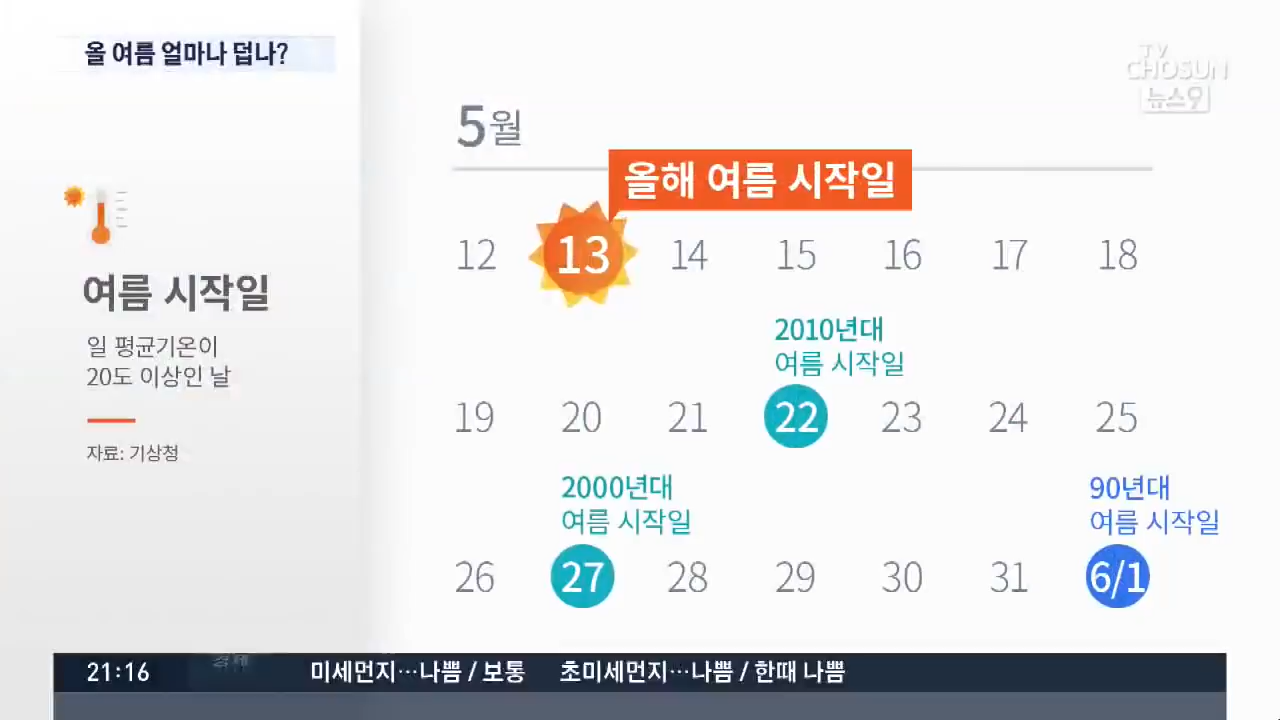 올 여름 얼마나 덥나?
TV
CHOSUN
뉴스9
여름 시작일
일 평균기온이
20도 이상인 날
자료: 기상청
5월
올해 여름 시작일
12 13 14 15 16 17 18
2010년대
여름 시작일
19 20 21 22 23 24 25
2000년대
여름 시작일
90년대
여름 시작일
26 27 28 29 30 31 6/1
21:16 경제 미세먼지…나쁨 / 보통 초미세먼지…나쁨 / 한때 나쁨